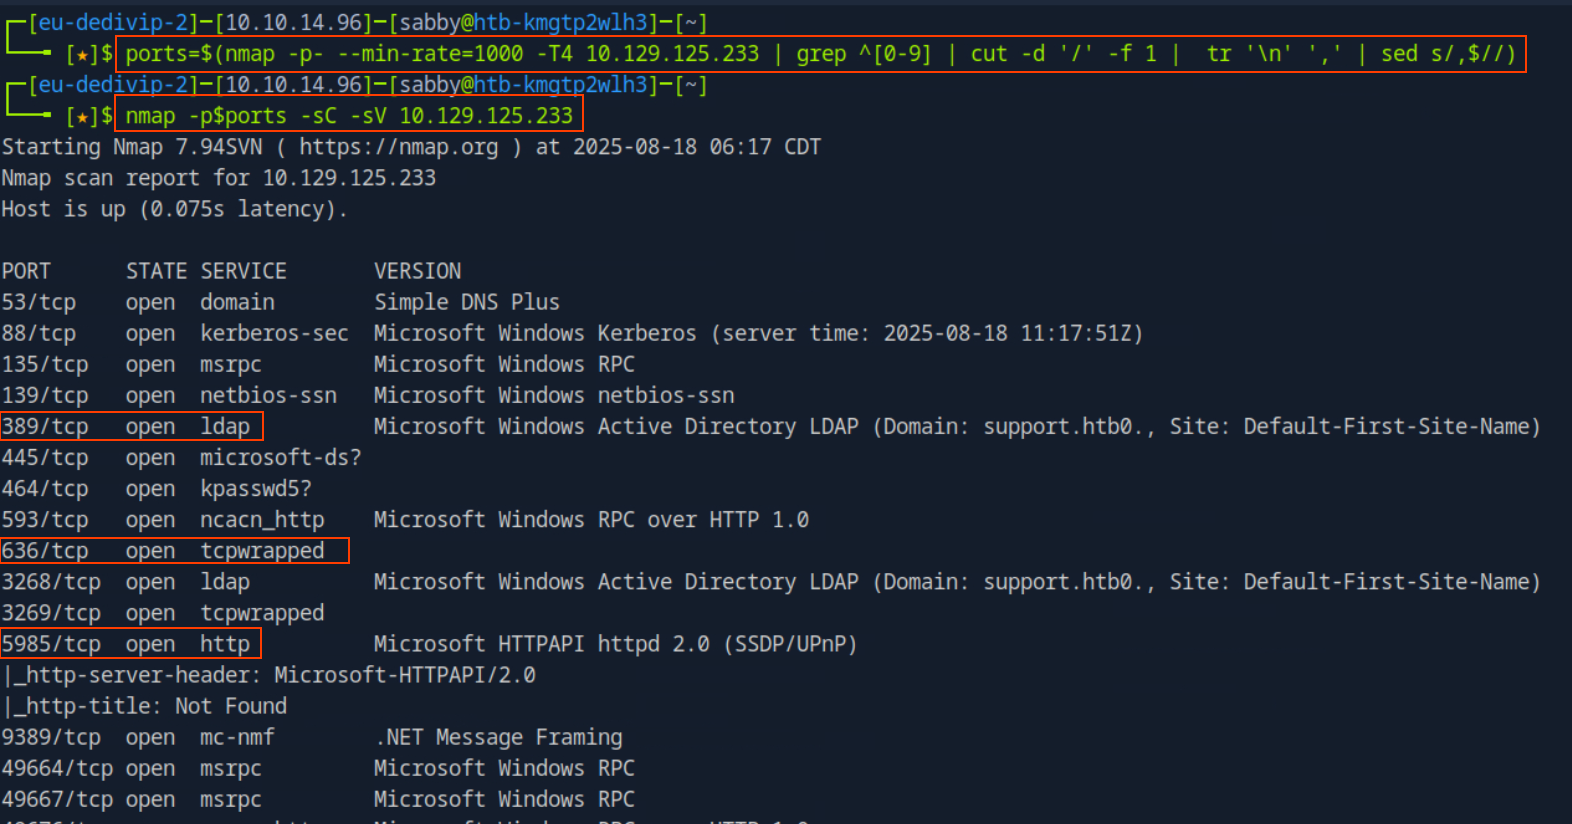 [eu-dedivip-2]─[10.10.14.96]─[sabby@htb-kmgtp2wlh3]─[~]
[★]$ ports=$(nmap -p- --min-rate=1000 -T4 10.129.125.233 | grep ^[0-9] | cut -d '/' -f 1 |  tr '\n' ',' | sed s/,$//)
[eu-dedivip-2]─[10.10.14.96]─[sabby@htb-kmgtp2wlh3]─[~]
[★]$ nmap -p$ports -sC -sV 10.129.125.233
Starting Nmap 7.94SVN ( https://nmap.org ) at 2025-08-18 06:17 CDT
Nmap scan report for 10.129.125.233
Host is up (0.075s latency).
PORT      STATE SERVICE       VERSION
53/tcp    open  domain        Simple DNS Plus
88/tcp    open  kerberos-sec  Microsoft Windows Kerberos (server time: 2025-08-18 11:17:51Z)
135/tcp   open  msrpc         Microsoft Windows RPC
139/tcp   open  netbios-ssn   Microsoft Windows netbios-ssn
389/tcp   open  ldap          Microsoft Windows Active Directory LDAP (Domain: support.htb0., Site: Default-First-Site-Name)
445/tcp   open  microsoft-ds?
464/tcp   open  kpasswd5?
593/tcp   open  ncacn_http    Microsoft Windows RPC over HTTP 1.0
636/tcp   open  tcpwrapped
3268/tcp  open  ldap          Microsoft Windows Active Directory LDAP (Domain: support.htb0., Site: Default-First-Site-Name)
3269/tcp  open  tcpwrapped
5985/tcp  open  http          Microsoft HTTPAPI httpd 2.0 (SSDP/UPnP)
|_http-server-header: Microsoft-HTTPAPI/2.0
|_http-title: Not Found
9389/tcp  open  mc-nmf        .NET Message Framing
49664/tcp open  msrpc         Microsoft Windows RPC
49667/tcp open  msrpc         Microsoft Windows RPC